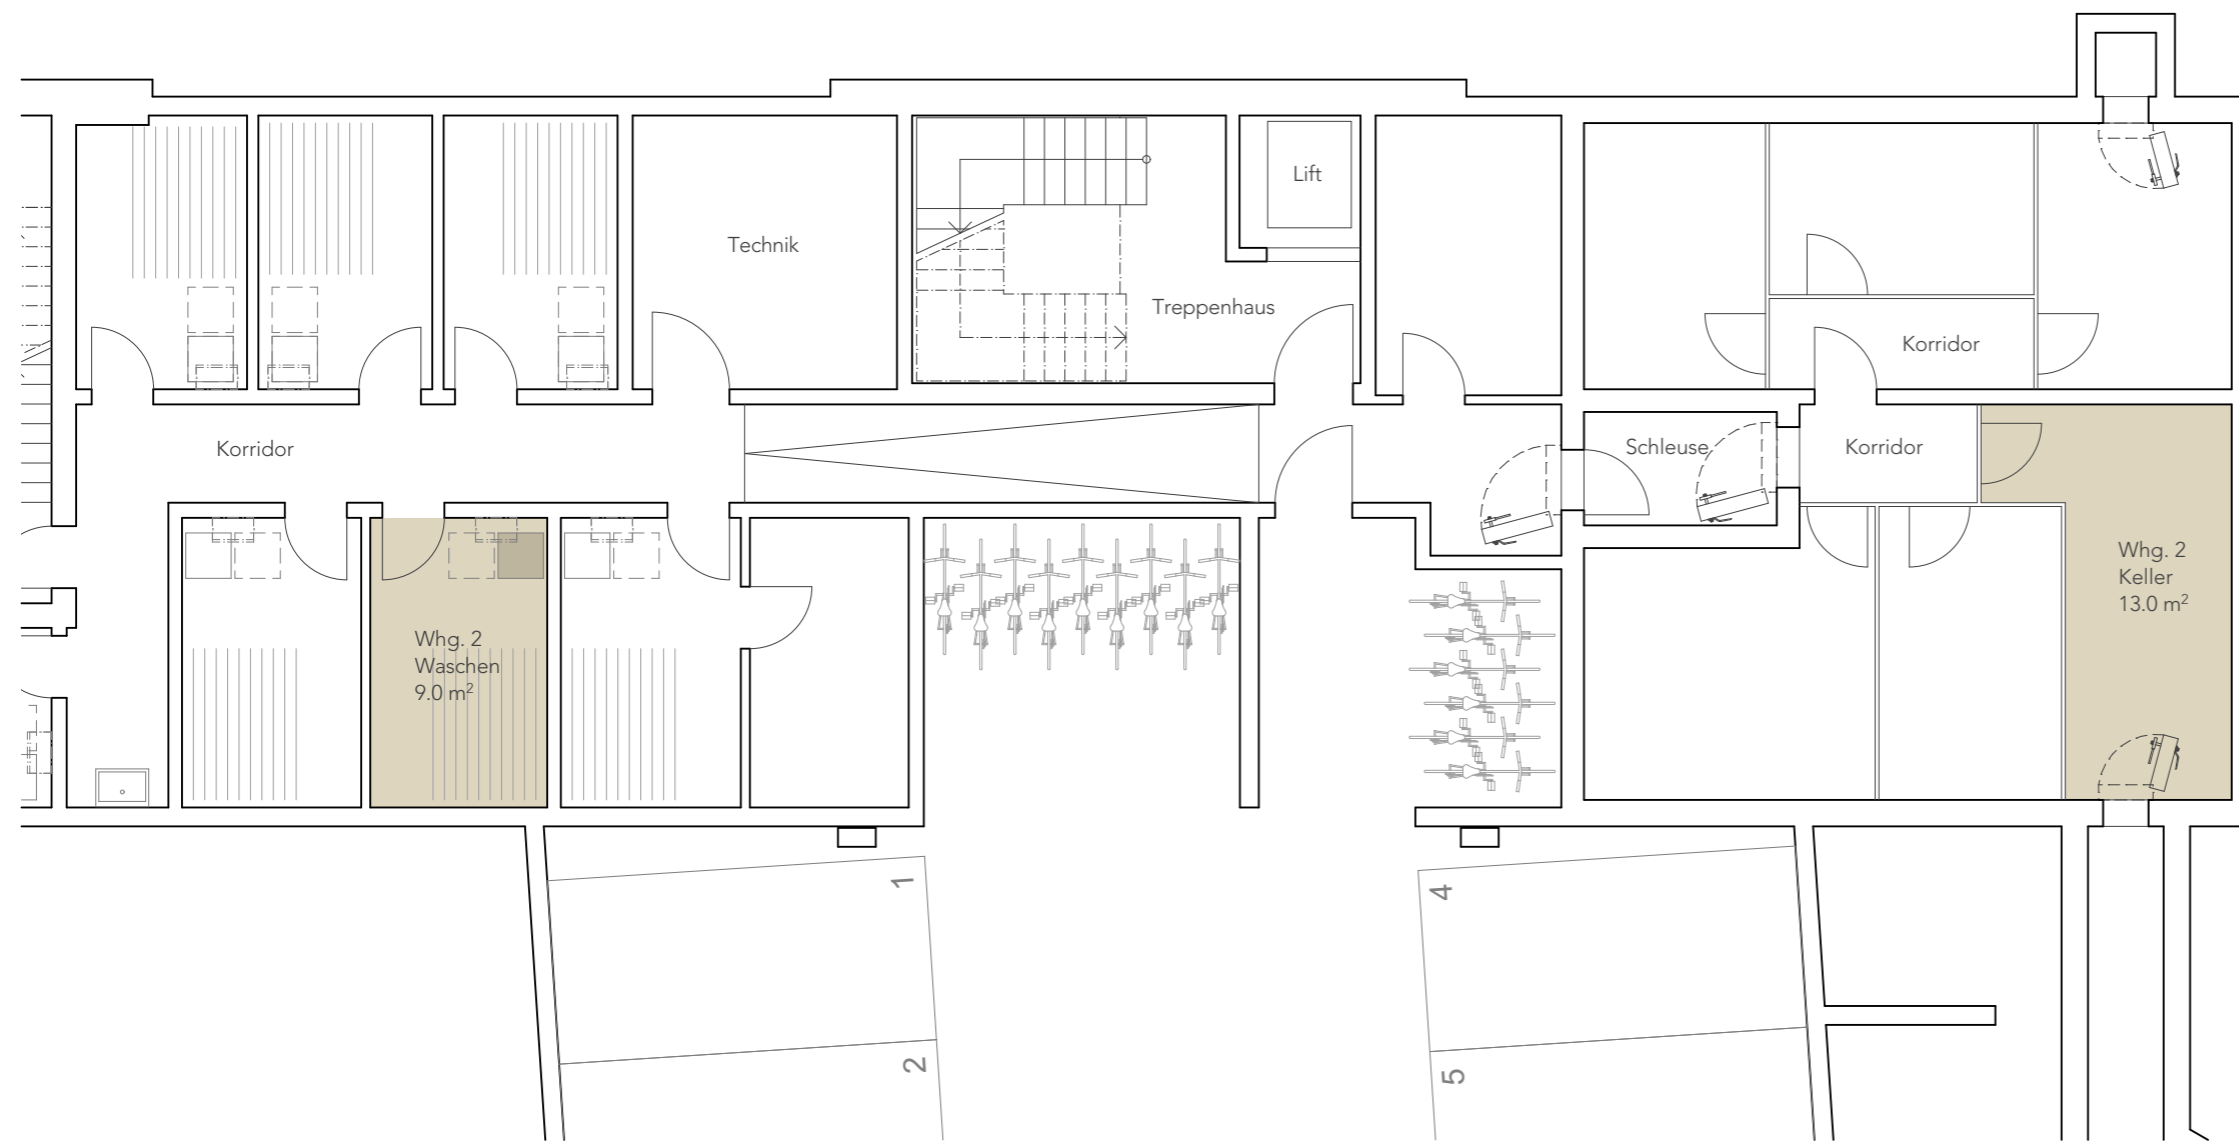 Lift
Technik
Treppenhaus
Korridor
Korridor
Schleuse
Korridor
Whg. 2
Keller
13.0 m²
Whg. 2
Waschen
9.0 m²
1
4
2
5